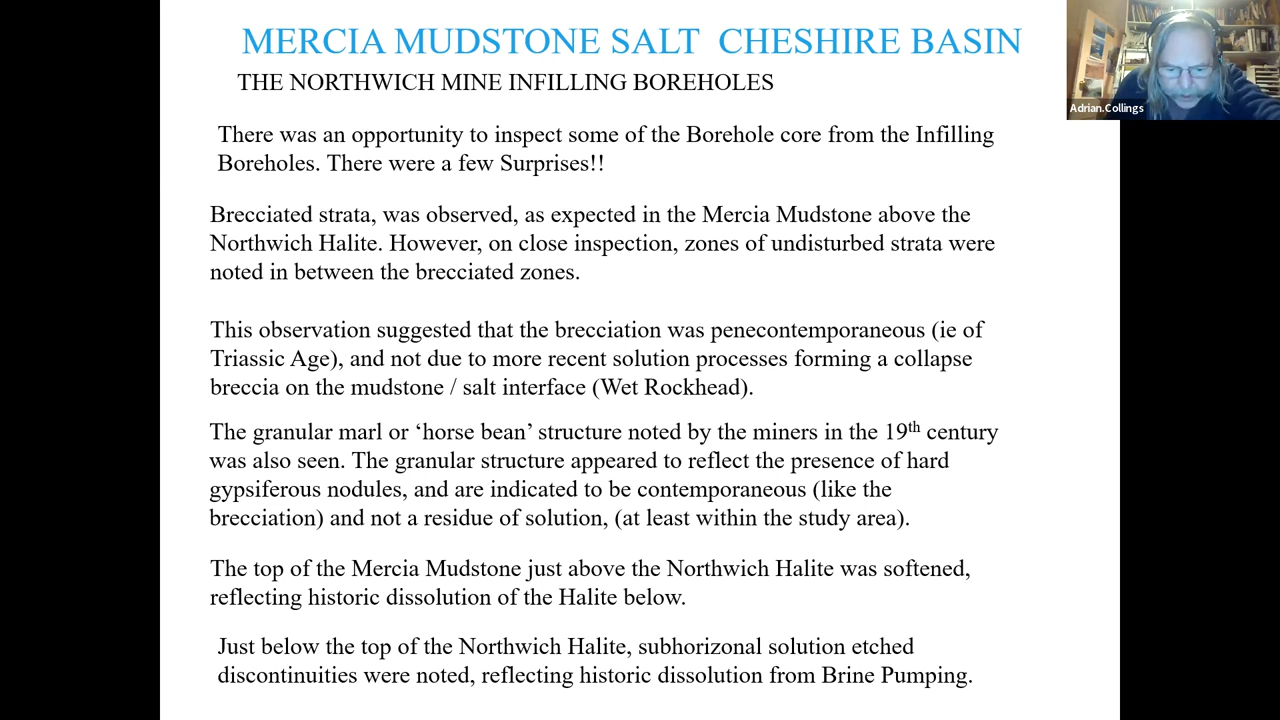 MERCIA MUDSTONE SALT  CHESHIRE BASIN
THE NORTHWICH MINE INFILLING BOREHOLES
Adrian.Collings
There was an opportunity to inspect some of the Borehole core from the Infilling
Boreholes. There were a few Surprises!!
Brecciated strata, was observed, as expected in the Mercia Mudstone above the
Northwich Halite. However, on close inspection, zones of undisturbed strata were
noted in between the brecciated zones.
This observation suggested that the brecciation was penecontemporaneous (ie of
Triassic Age), and not due to more recent solution processes forming a collapse
breccia on the mudstone / salt interface (Wet Rockhead).
The granular marl or ‘horse bean’ structure noted by the miners in the 19th century
was also seen. The granular structure appeared to reflect the presence of hard
gypsiferous nodules, and are indicated to be contemporaneous (like the
brecciation) and not a residue of solution, (at least within the study area).
The top of the Mercia Mudstone just above the Northwich Halite was softened,
reflecting historic dissolution of the Halite below.
Just below the top of the Northwich Halite, subhorizonal solution etched
discontinuities were noted, reflecting historic dissolution from Brine Pumping.